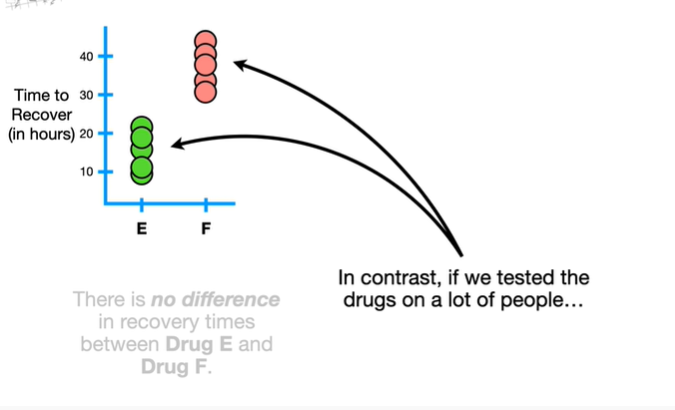 40
Time to 30
Recover
(in hours) 20
10
E F
In contrast, if we tested the
drugs on a lot of people…
There is no difference
in recovery times
between Drug E and
Drug F.